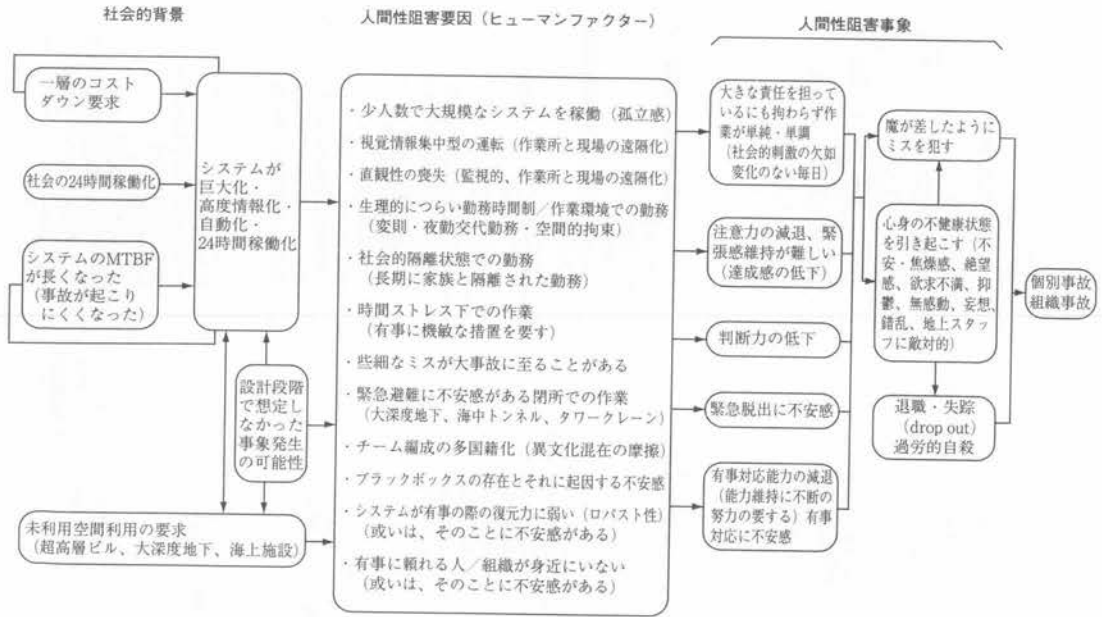 社会的背景
人間性阻害要因（ヒューマンファクター）
人間性阻害事象
一層のコスト
ダウン要求
社会の24時間稼働化
システムのMTBF
が長くなった
（事故が起こり
にくくなった）
システムが
巨大化・
高度情報化・
自動化・
24時間稼働化
設計段階
で想定し
なかった
事象発生
の可能性
未利用空間利用の要求
（超高層ビル、大深度地下、海上施設）
・少人数で大規模なシステムを稼働（孤立感）
・視覚情報集中型の運転（作業所と現場の遠隔化）
・直観性の喪失（監視的、作業所と現場の遠隔化）
・生理的につらい勤務時間制／作業環境での勤務
（変則・夜勤交代勤務・空間的拘束）
・社会的隔離状態での勤務
（長期に家族と隔離された勤務）
・時間ストレス下での作業
（有事に機敏な措置を要す）
・些細なミスが大事故に至ることがある
・緊急避難に不安感がある閉所での作業
（大深度地下、海中トンネル、タワークレーン）
・チーム編成の多国籍化（異文化混在の摩擦）
・ブラックボックスの存在とそれに起因する不安感
・システムが有事の際の復元力に弱い（ロバスト性）
（或いは、そのことに不安感がある）
・有事に頼れる人／組織が身近にいない
（或いは、そのことに不安感がある）
大きな責任を担って
いるにも拘わらず作
業が単純・単調
（社会的刺激の欠如
変化のない毎日）
注意力の減退、緊
張感維持が難しい
（達成感の低下）
判断力の低下
緊急脱出に不安感
有事対応能力の減退
（能力維持に不断の
努力の要する）有事
対応に不安感
魔が差したように
ミスを犯す
心身の不健康状態
を引き起こす（不
安・焦燥感、絶望
感、欲求不満、抑
鬱、無感動、妄想、
錯乱、地上スタッ
フに敵対的）
退職・失踪
（drop out）
過労的自殺
個別事故
組織事故